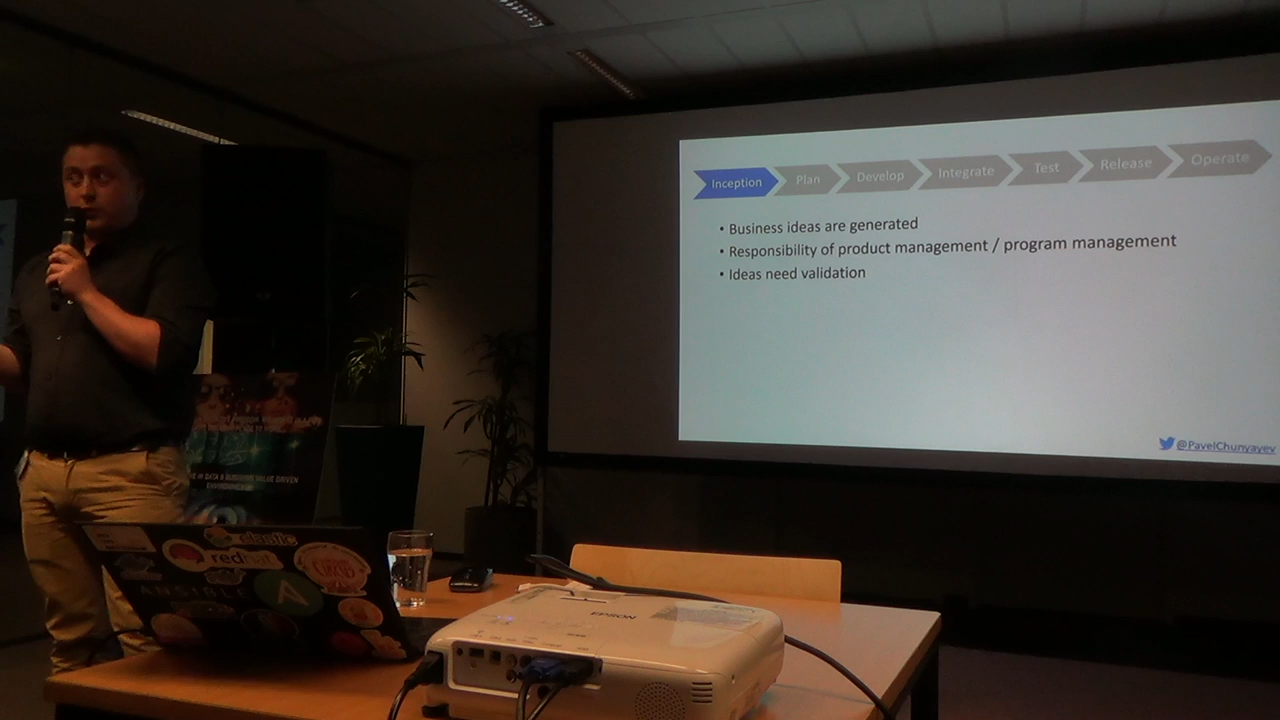 Inception
Plan
Develop
Integrate
Test
Release
Operate
• Business ideas are generated
• Responsibility of product management / program management
• Ideas need validation
@PavelChunyayev
elastic
redhat
ANSIBLE
EPSON